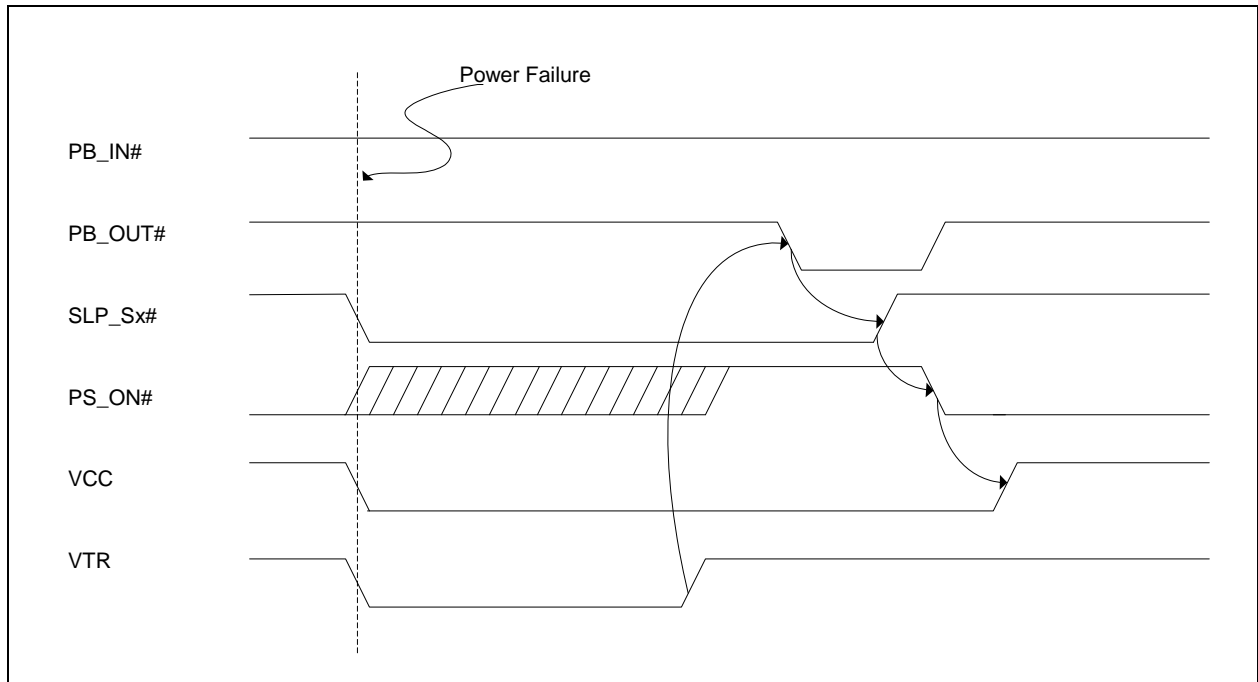 Power Failure
PB_IN#
PB_OUT#
SLP_Sx#
PS_ON#
VCC
VTR